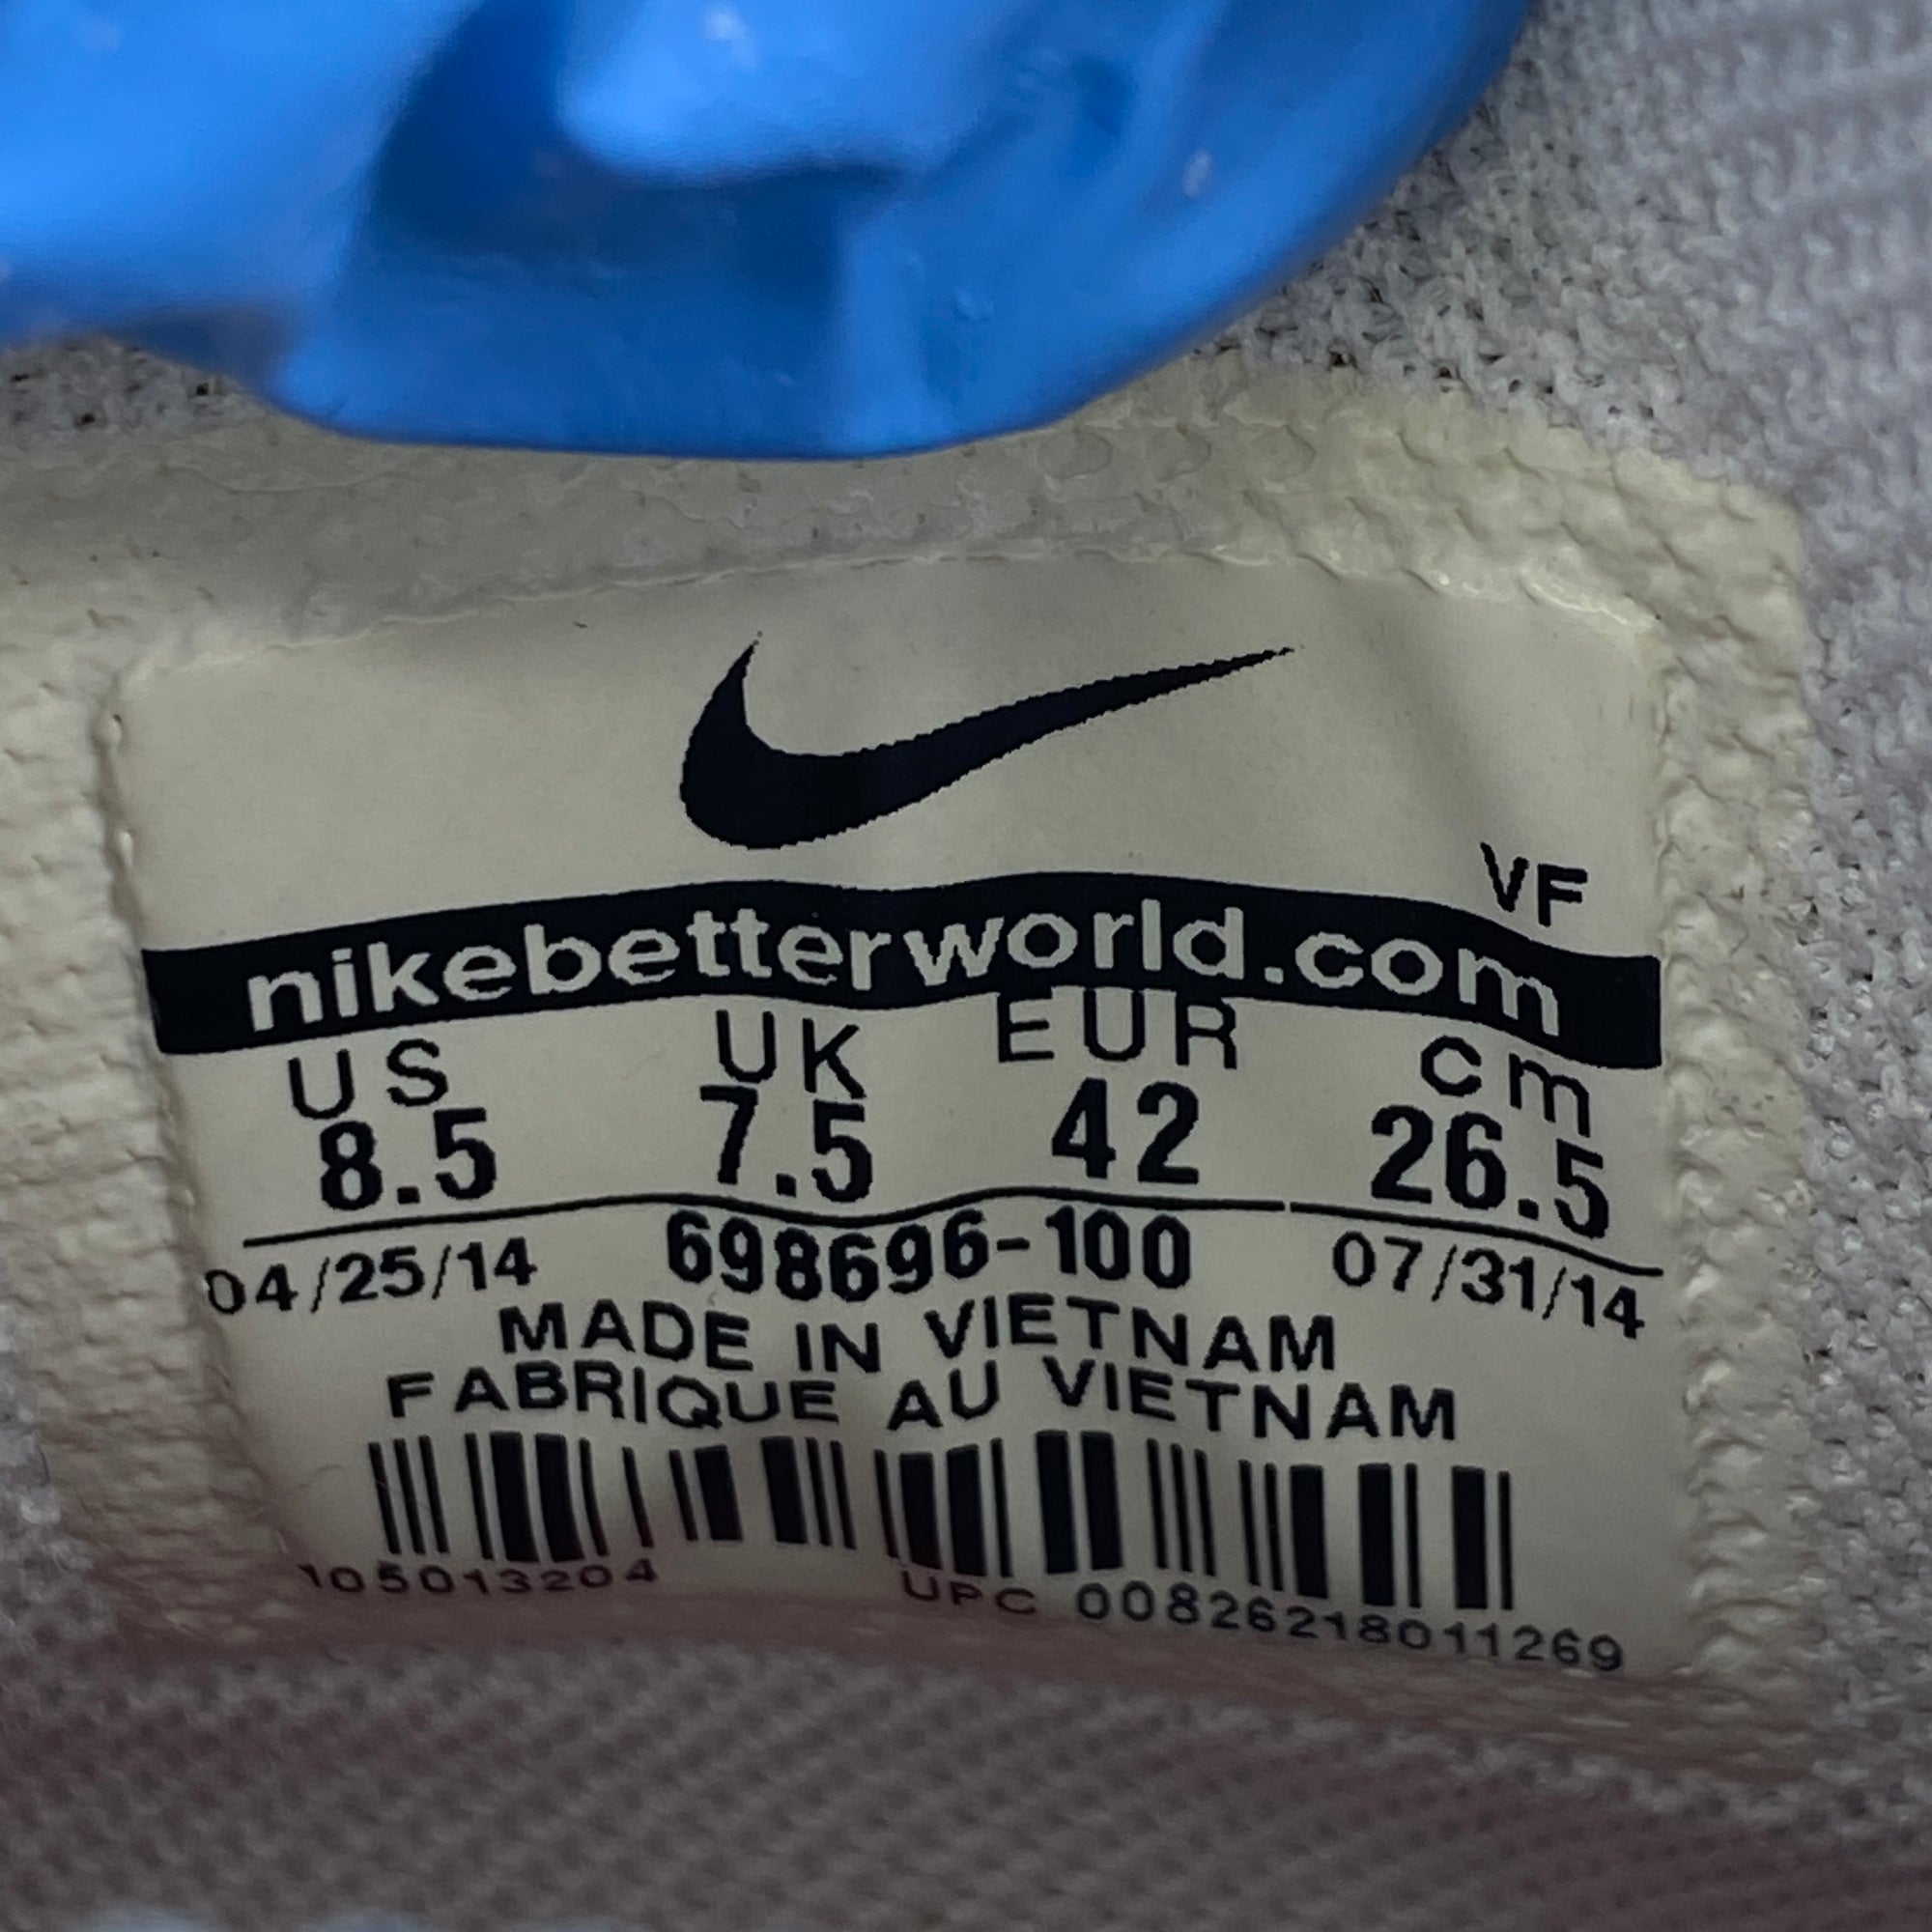 VF
nikebetterworld.com
US UK EUR cm
8.5 7.5 42 26.5
04/25/14 698696-100 07/31/14
MADE IN VIETNAM
FABRIQUE AU VIETNAM
105013204 UPC 00826218011269